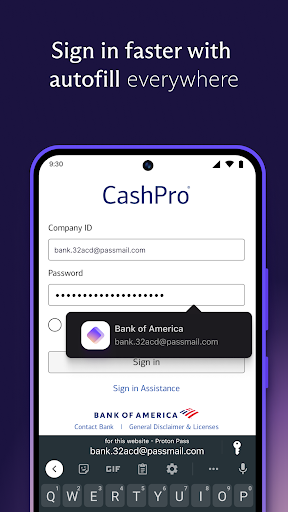 Sign in faster with
autofill everywhere
9:30
CashPro®
Company ID
bank.32acd@passmail.com
Password
Bank of America
bank.32acd@passmail.com
Sign in
Sign in Assistance
BANK OF AMERICA
Contact Bank | General Disclaimer & Licenses
for this website - Proton Pass
bank.32acd@passmail.com
GIF
Q W E R T Y U I O P